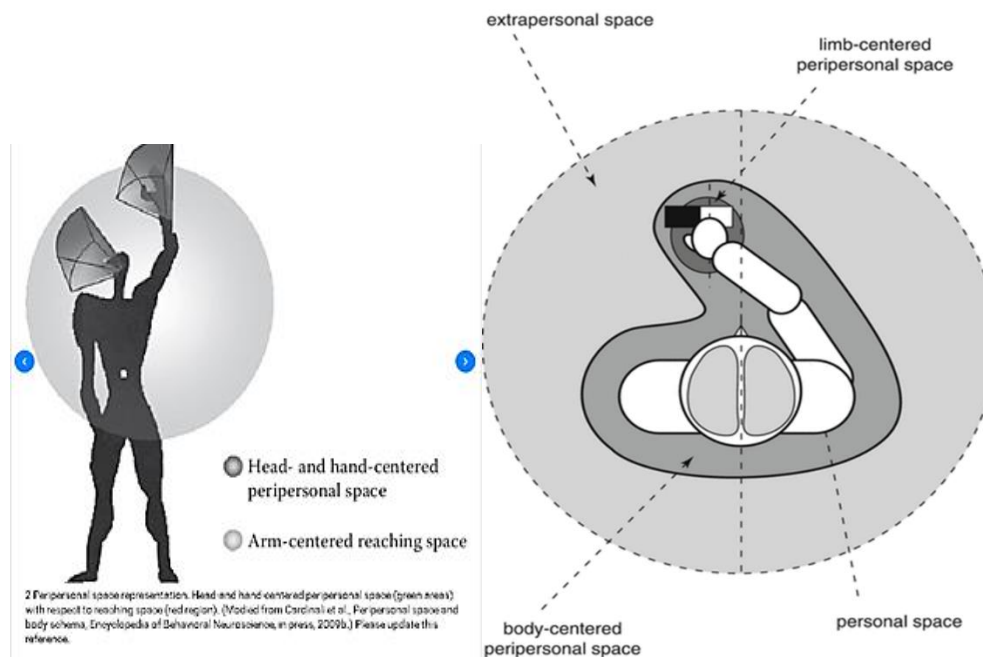 extrapersonal space
limb-centered
peripersonal space
Head- and hand-centered
peripersonal space
Arm-centered reaching space
2 Peripersonal space representation. Head and hand-centered peripersonal space (green areas)
with respect to reaching space (red region). (Modied from Cardinali et al., Peripersonal space and
body schema, Encyclopedia of Behavioral Neuroscience, in press, 2009b.) Please update this
reference.
body-centered
peripersonal space
personal space